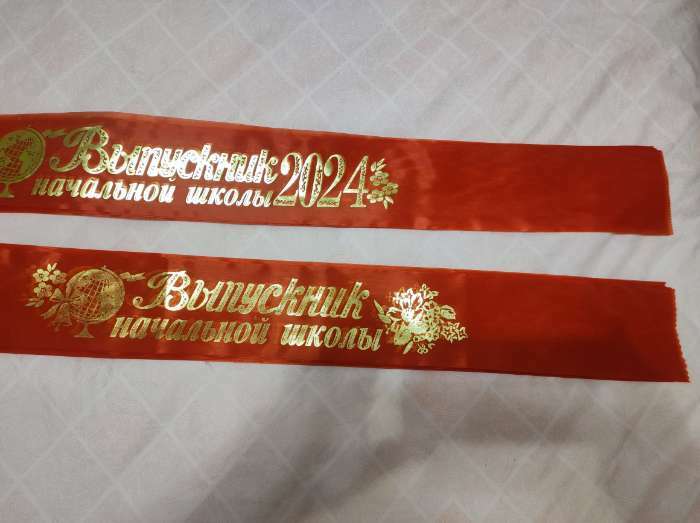 Выпускник
начальной школы 2024
Выпускник
начальной школы